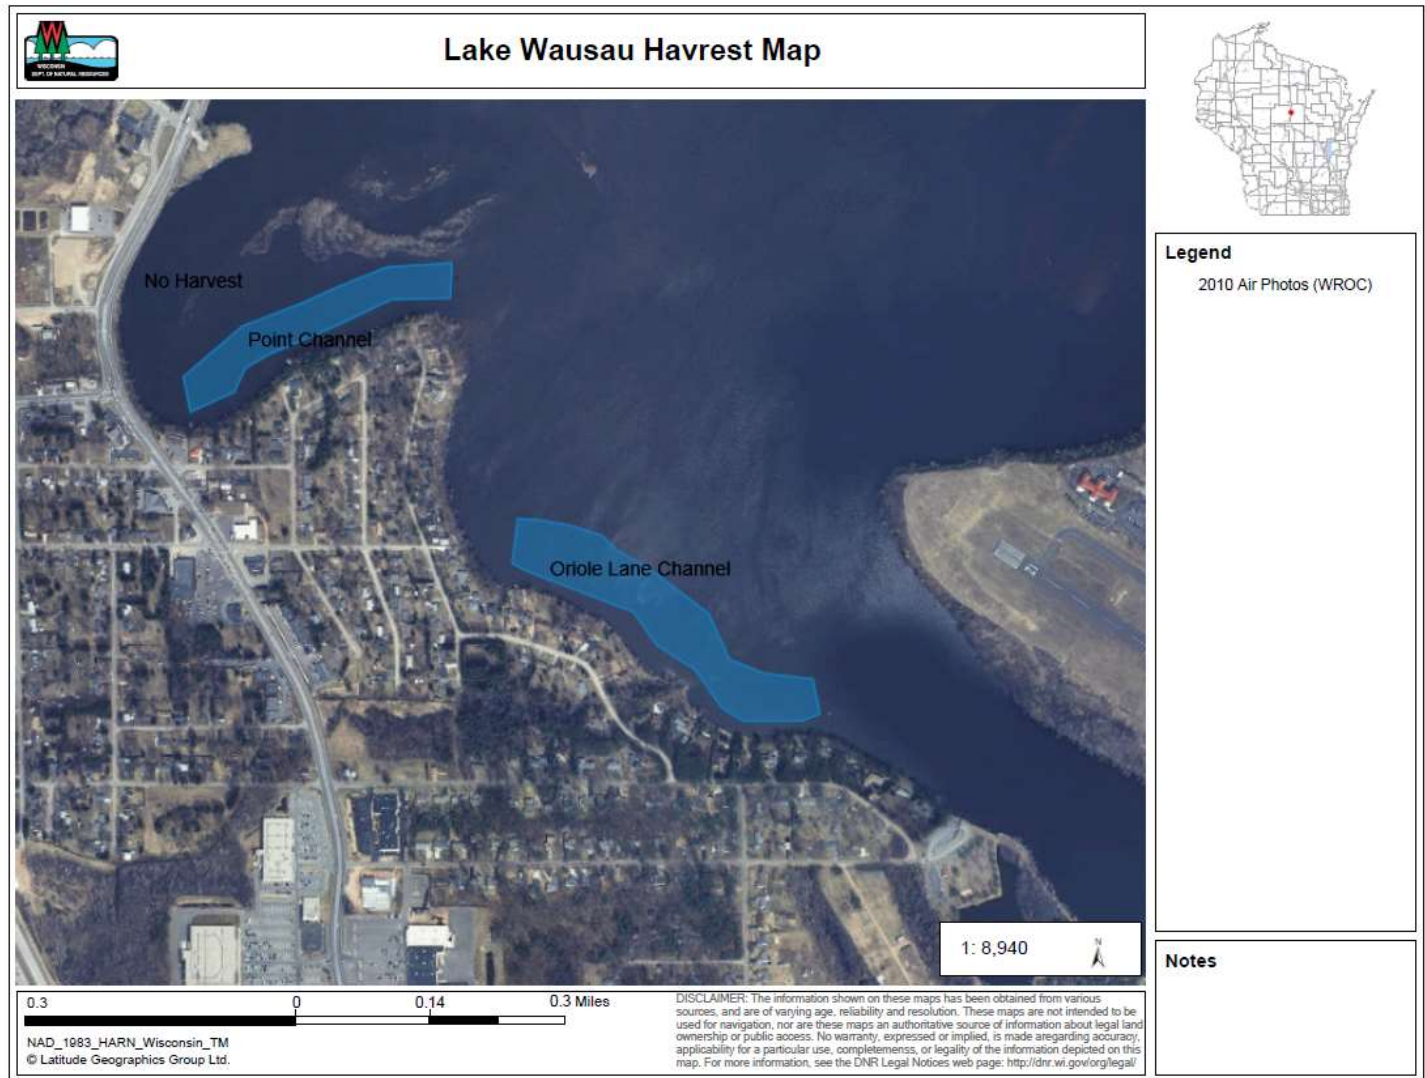 WISCONSIN
DEPT. OF NATURAL RESOURCES
Lake Wausau Havrest Map
No Harvest
Point Channel
Oriole Lane Channel
1: 8,940
N
Legend
2010 Air Photos (WROC)
Notes
0.3 0 0.14 0.3 Miles
NAD_1983_HARN_Wisconsin_TM
© Latitude Geographics Group Ltd.
DISCLAIMER: The information shown on these maps has been obtained from various
sources, and are of varying age, reliability and resolution. These maps are not intended to be
used for navigation, nor are these maps an authoritative source of information about legal land
ownership or public access. No warranty, expressed or implied, is made aregarding accuracy,
applicability for a particular use, completemenss, or legality of the information depicted on this
map. For more information, see the DNR Legal Notices web page: http://dnr.wi.gov/org/legal/